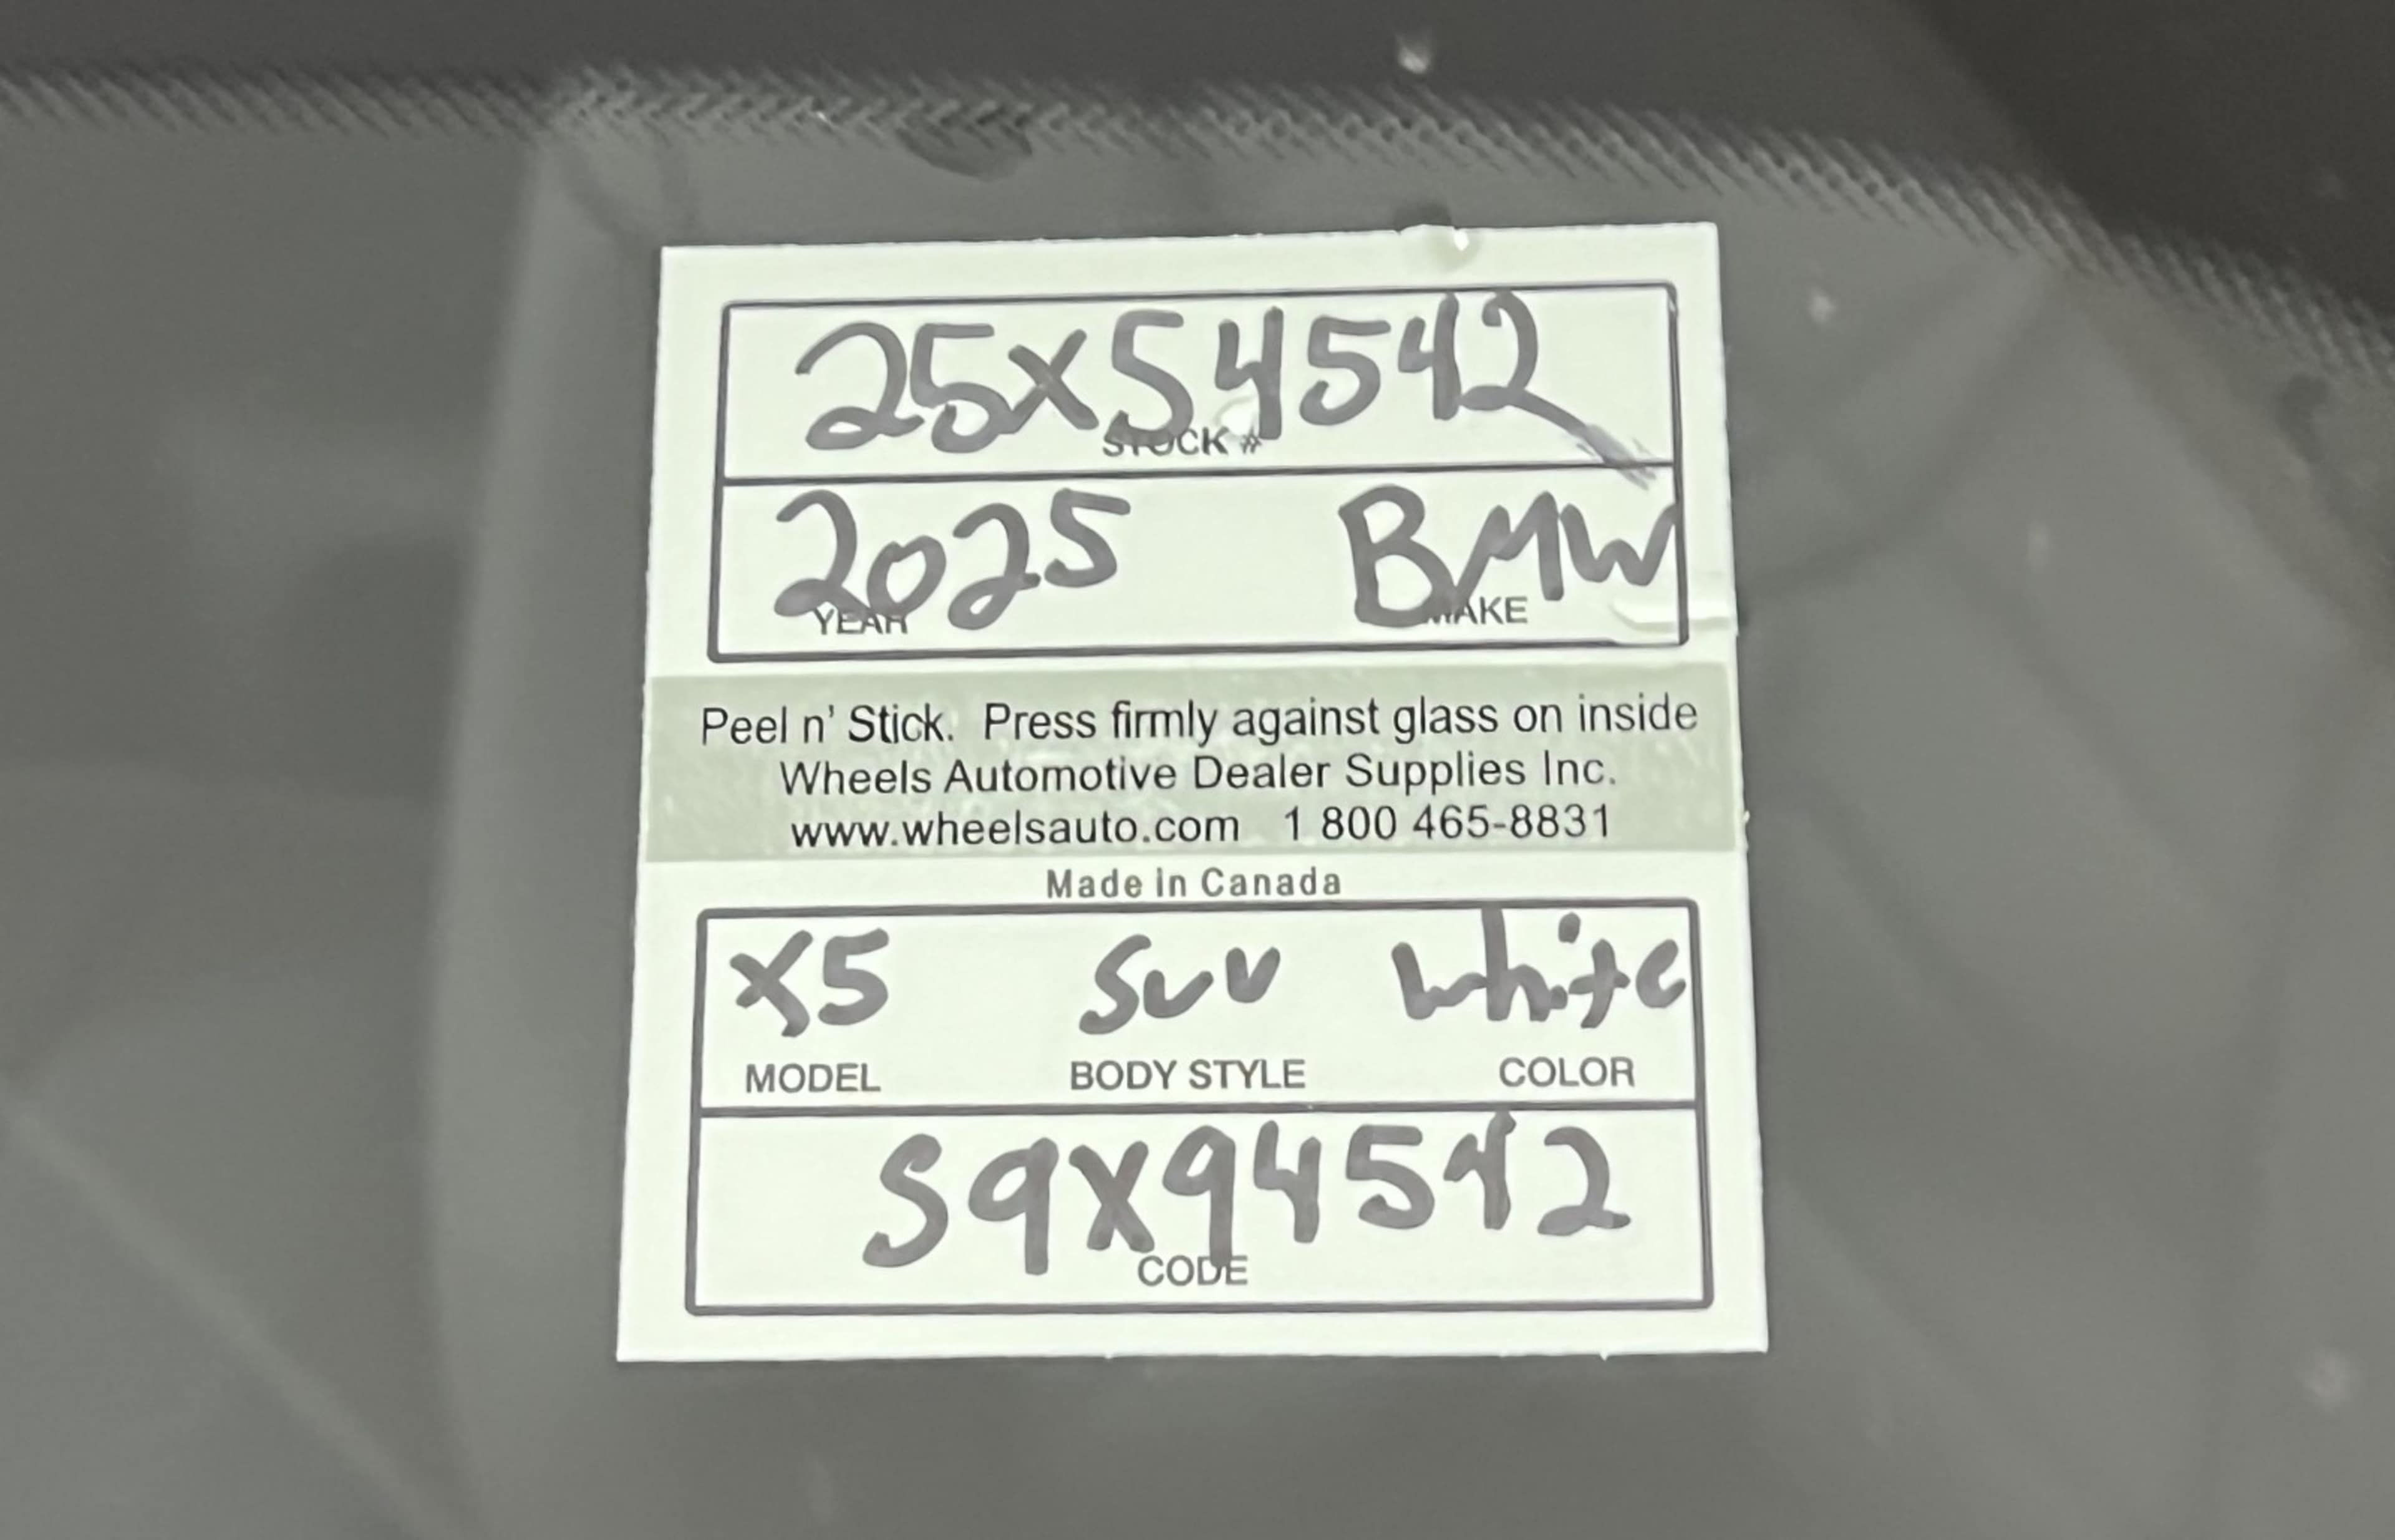 25X54542
STOCK #
2025 BMW
YEAR MAKE
Peel n' Stick. Press firmly against glass on inside
Wheels Automotive Dealer Supplies Inc.
www.wheelsauto.com 1 800 465-8831
Made in Canada
X5 SUV White
MODEL BODY STYLE COLOR
S9X94542
CODE